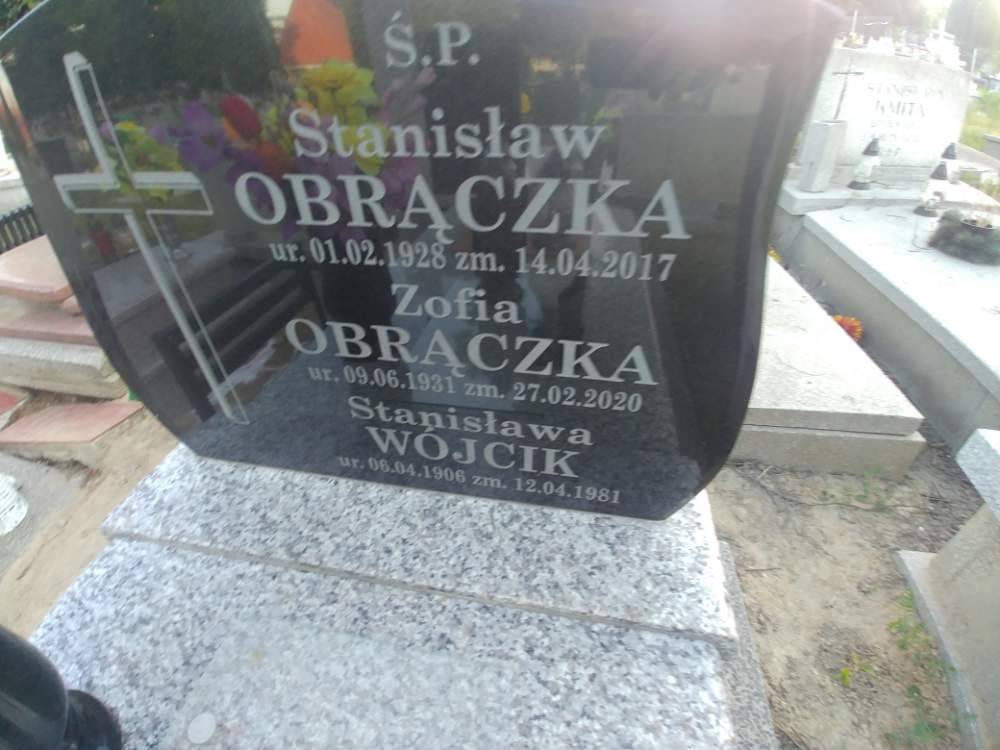 Ś.P.
Stanisław
OBRĄCZKA
ur. 01.02.1928 zm. 14.04.2017
Zofia
OBRĄCZKA
ur. 09.06.1931 zm. 27.02.2020
Stanisława
WÓJCIK
ur. 06.04.1906 zm. 12.04.1981
KMITA